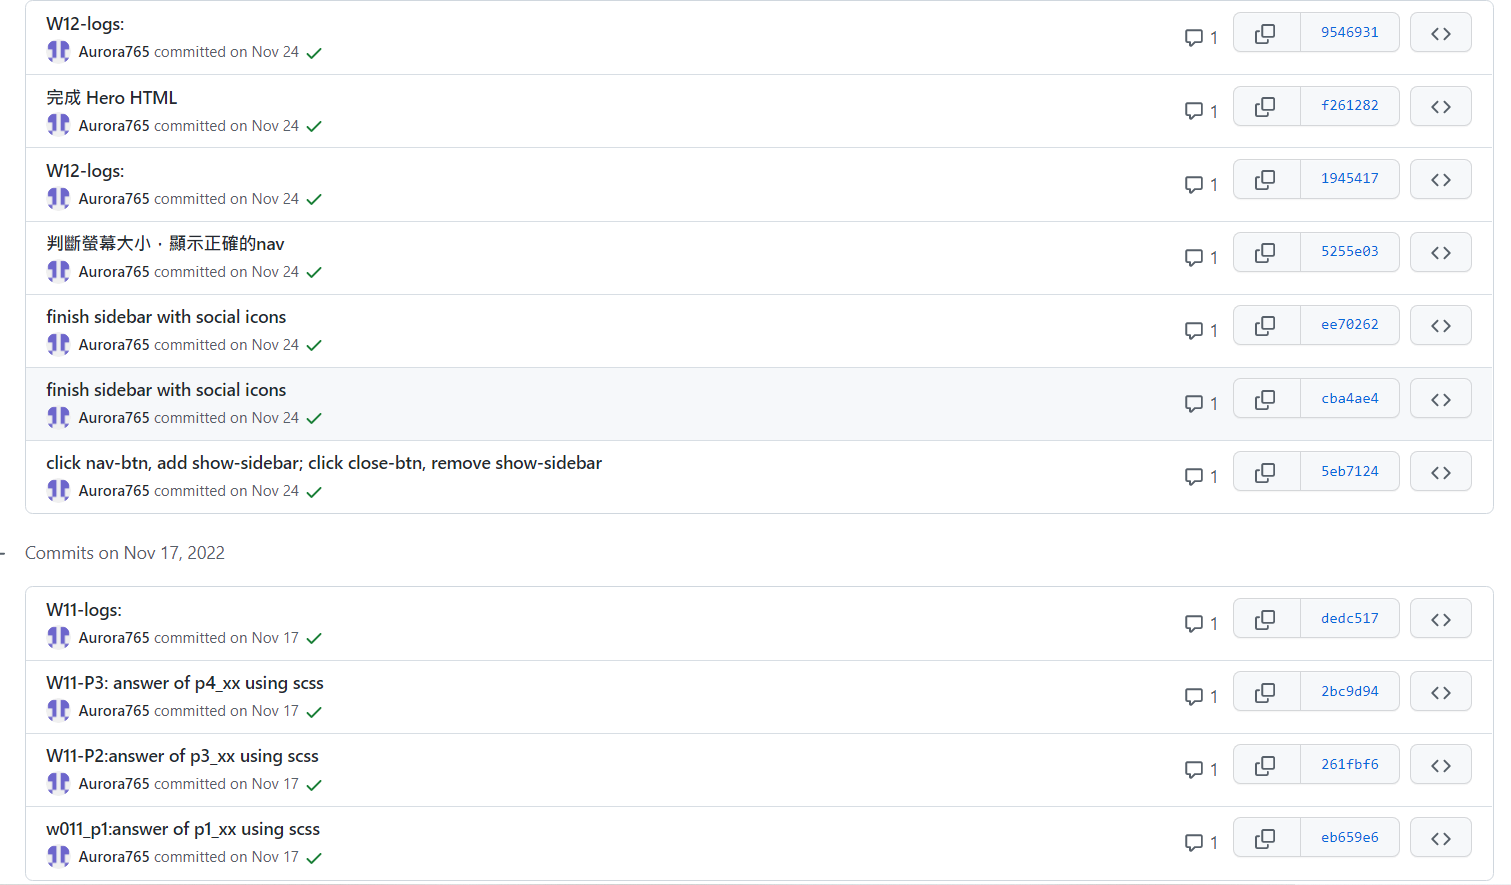 W12-logs:
Aurora765 committed on Nov 24
1
9546931
完成 Hero HTML
Aurora765 committed on Nov 24
1
f261282
W12-logs:
Aurora765 committed on Nov 24
1
1945417
判斷螢幕大小，顯示正確的nav
Aurora765 committed on Nov 24
1
5255e03
finish sidebar with social icons
Aurora765 committed on Nov 24
1
ee70262
finish sidebar with social icons
Aurora765 committed on Nov 24
1
cba4ae4
click nav-btn, add show-sidebar; click close-btn, remove show-sidebar
Aurora765 committed on Nov 24
1
5eb7124
Commits on Nov 17, 2022
W11-logs:
Aurora765 committed on Nov 17
1
dedc517
W11-P3: answer of p4_xx using scss
Aurora765 committed on Nov 17
1
2bc9d94
W11-P2:answer of p3_xx using scss
Aurora765 committed on Nov 17
1
261fbf6
w011_p1:answer of p1_xx using scss
Aurora765 committed on Nov 17
1
eb659e6